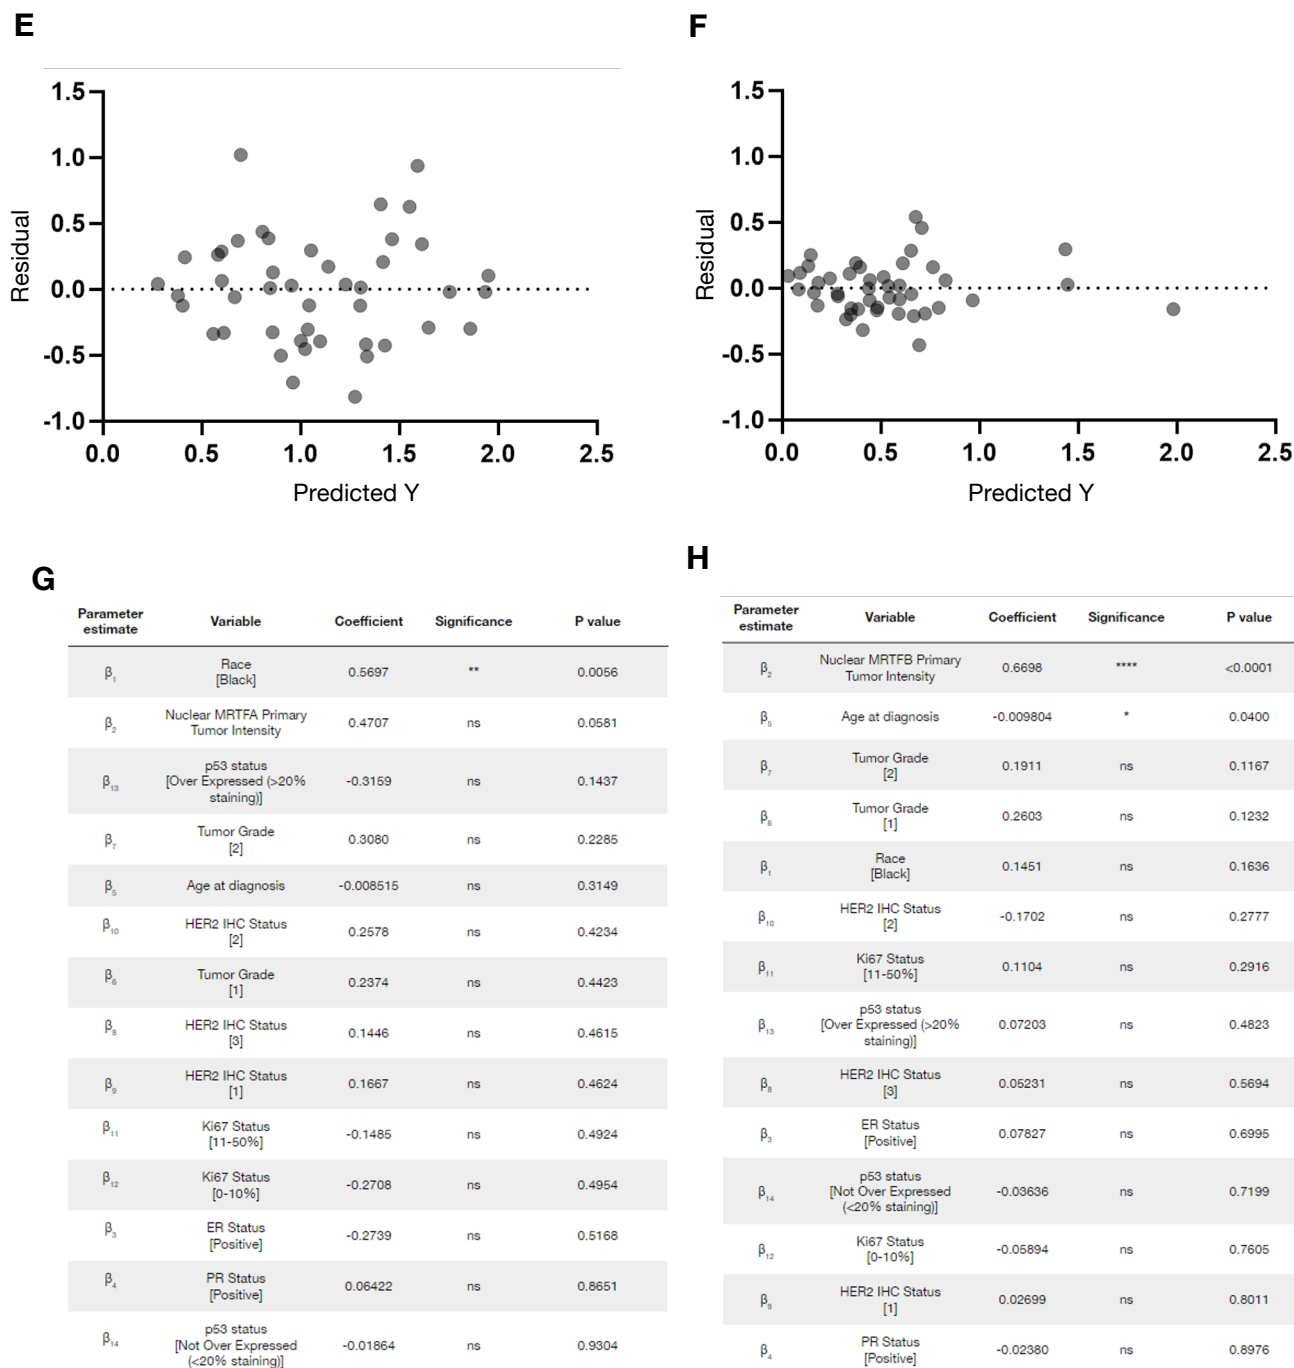 E
1.5
1.0
0.5
0.0
-0.5
-1.0
Residual
0.0 0.5 1.0 1.5 2.0 2.5
Predicted Y
F
1.5
1.0
0.5
0.0
-0.5
-1.0
Residual
0.0 0.5 1.0 1.5 2.0 2.5
Predicted Y
G
Parameter
estimate
Variable
Coefficient
Significance
P value
β₁
Race
[Black]
0.5697
**
0.0056
β₂
Nuclear MRTFA Primary
Tumor Intensity
0.4707
ns
0.0581
β₁₃
p53 status
[Over Expressed (>20%
staining)]
-0.3159
ns
0.1437
β₇
Tumor Grade
[2]
0.3080
ns
0.2285
β₅
Age at diagnosis
-0.008515
ns
0.3149
β₁₀
HER2 IHC Status
[2]
0.2578
ns
0.4234
β₆
Tumor Grade
[1]
0.2374
ns
0.4423
β₈
HER2 IHC Status
[3]
0.1446
ns
0.4615
β₉
HER2 IHC Status
[1]
0.1667
ns
0.4624
β₁₁
Ki67 Status
[11-50%]
-0.1485
ns
0.4924
β₁₂
Ki67 Status
[0-10%]
-0.2708
ns
0.4954
β₃
ER Status
[Positive]
-0.2739
ns
0.5168
β₄
PR Status
[Positive]
0.06422
ns
0.8651
β₁₄
p53 status
[Not Over Expressed
(<20% staining)]
-0.01864
ns
0.9304
H
Parameter
estimate
Variable
Coefficient
Significance
P value
β₂
Nuclear MRTFB Primary
Tumor Intensity
0.6698
****
<0.0001
β₅
Age at diagnosis
-0.009804
*
0.0400
β₇
Tumor Grade
[2]
0.1911
ns
0.1167
β₆
Tumor Grade
[1]
0.2603
ns
0.1232
β₁
Race
[Black]
0.1451
ns
0.1636
β₁₀
HER2 IHC Status
[2]
-0.1702
ns
0.2777
β₁₁
Ki67 Status
[11-50%]
0.1104
ns
0.2916
β₁₃
p53 status
[Over Expressed (>20%
staining)]
0.07203
ns
0.4823
β₈
HER2 IHC Status
[3]
0.05231
ns
0.5694
β₃
ER Status
[Positive]
0.07827
ns
0.6995
β₁₄
p53 status
[Not Over Expressed
(<20% staining)]
-0.03636
ns
0.7199
β₁₂
Ki67 Status
[0-10%]
-0.05894
ns
0.7605
β₉
HER2 IHC Status
[1]
0.02699
ns
0.8011
β₄
PR Status
[Positive]
-0.02380
ns
0.8976